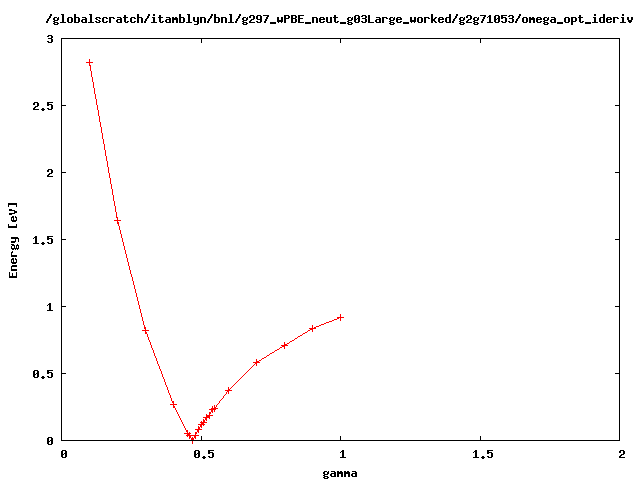 /globalscratch/itamblyn/bnl/g297_wPBE_neut_g03Large_worked/g2g71053/omega_opt_ideriv
3
2.5
2
1.5
1
0.5
0
Energy [eV]
0 0.5 1 1.5 2
gamma